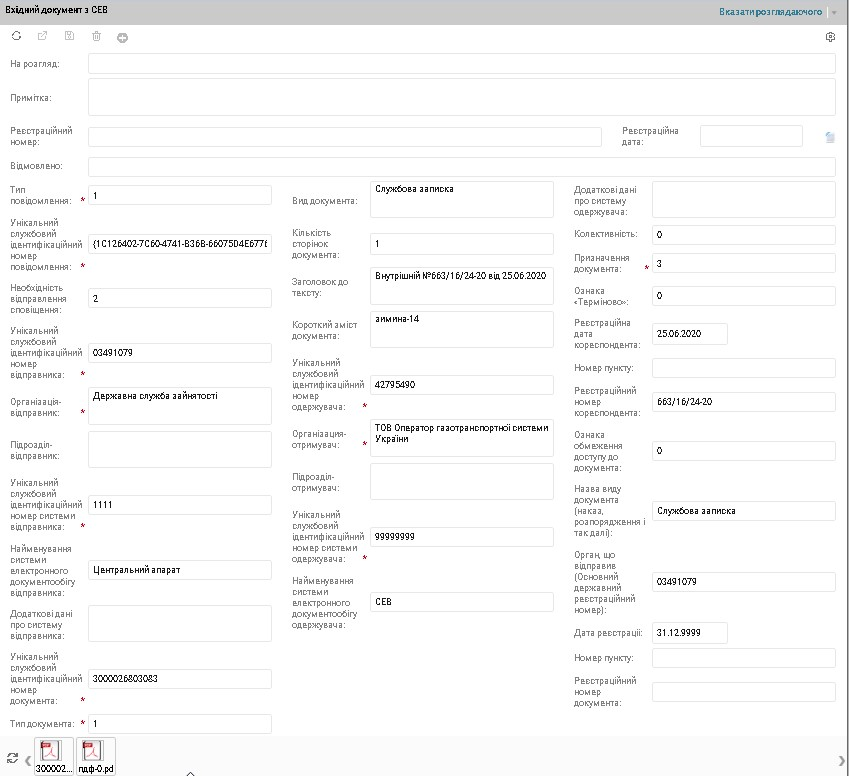 Вхідний документ з СЕВ
Вказати розглядаючого
На розгляд:
Примітка:
Реєстраційний
номер:
Реєстраційна
дата:
Відмовлено:
Тип
повідомлення: * 1
Унікальний
службовий
ідентифікаційний
номер
повідомлення: *
{1C126402-7C60-4741-B36B-66075D4E677E
Необхідність
відправлення
сповіщення:
2
Унікальний
службовий
ідентифікаційний
номер
відправника: *
03491079
Організація-
відправник: *
Державна служба зайнятості
Підрозділ-
відправник:
Унікальний
службовий
ідентифікаційний
номер системи
відправника: *
1111
Найменування
системи
електронного
документообігу
відправника:
Центральний апарат
Додаткові дані
про систему
відправника:
Унікальний
службовий
ідентифікаційний
номер
документа: *
3000026803083
Тип документа: * 1
Вид документа:
Службова записка
Кількість
сторінок
документа:
1
Заголовок до
тексту:
Внутрішній №663/16/24-20 від 25.06.2020
Короткий зміст
документа:
зимина-14
Унікальний
службовий
ідентифікаційний
номер
одержувача: *
42795490
Организация-
отримувач: *
ТОВ Оператор газотранспортної системи
України
Підрозділ-
отримувач:
Унікальний
службовий
ідентифікаційний
номер системи
одержувача: *
99999999
Найменування
системи
електронного
документообігу
одержувача:
СЕВ
Додаткові дані
про систему
одержувача:
Колективність: 0
Призначення
документа: * 3
Ознака
«Терміново»:
0
Реєстраційна
дата
кореспондента:
25.06.2020
Номер пункту:
Реєстраційний
номер
кореспондента:
663/16/24-20
Ознака
обмеження
доступу до
документа:
0
Назва виду
документа
(наказ,
розпорядження і
так далі):
Службова записка
Орган, що
відправив
(Основний
державний
реєстраційний
номер):
03491079
Дата реєстрації: 31.12.9999
Номер пункту:
Реєстраційний
номер
документа:
300002...
пдф-0.pd